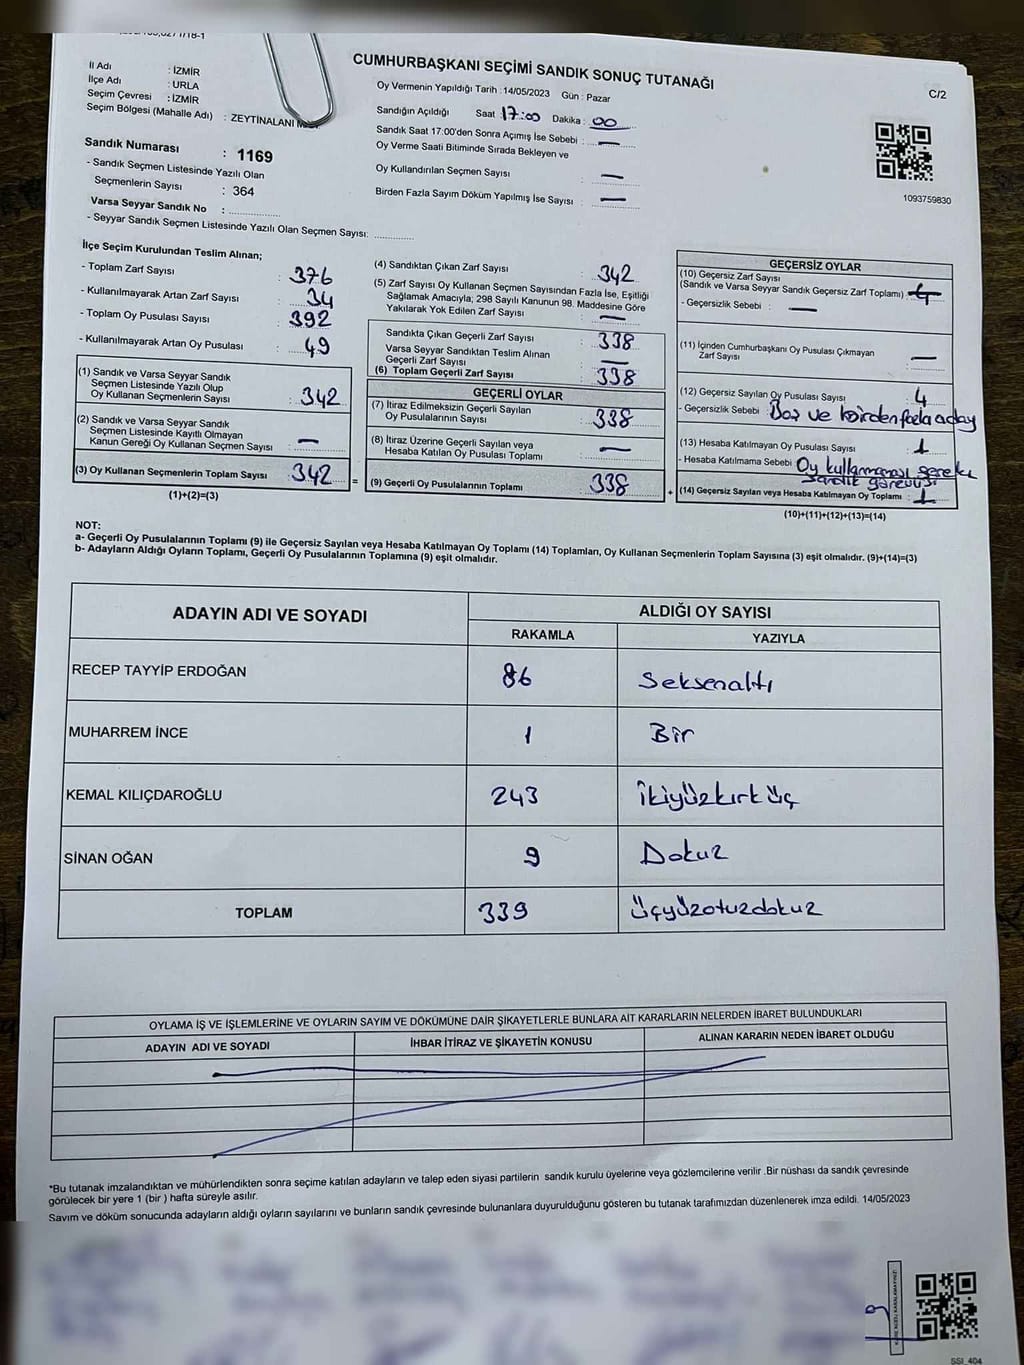 CUMHURBAŞKANI SEÇİMİ SANDIK SONUÇ TUTANAĞI
C/2
İl Adı : İZMİR
İlçe Adı : URLA
Seçim Çevresi : İZMİR
Seçim Bölgesi (Mahalle Adı) : ZEYTİNALANI
Sandık Numarası : 1169
- Sandık Seçmen Listesinde Yazılı Olan
Seçmenlerin Sayısı : 364
Varsa Seyyar Sandık No :
- Seyyar Sandık Seçmen Listesinde Yazılı Olan Seçmen Sayısı:
Oy Vermenin Yapıldığı Tarih : 14/05/2023 Gün : Pazar
Sandığın Açıldığı Saat : 17:00 Dakika : 00
Sandık Saat 17:00'den Sonra Açımış İse Sebebi : —
Oy Verme Saati Bitiminde Sırada Bekleyen ve
Oy Kullandırılan Seçmen Sayısı : —
Birden Fazla Sayım Döküm Yapılmış İse Sayısı : —
1093759830
İlçe Seçim Kurulundan Teslim Alınan;
- Toplam Zarf Sayısı : 376
- Kullanılmayarak Artan Zarf Sayısı : 34
- Toplam Oy Pusulası Sayısı : 392
- Kullanılmayarak Artan Oy Pusulası : 49
(1) Sandık ve Varsa Seyyar Sandık
Seçmen Listesinde Yazılı Olup
Oy Kullanan Seçmenlerin Sayısı : 342
(2) Sandık ve Varsa Seyyar Sandık
Seçmen Listesinde Kayıtlı Olmayan
Kanun Gereği Oy Kullanan Seçmen Sayısı : —
(3) Oy Kullanan Seçmenlerin Toplam Sayısı : 342 =
(1)+(2)=(3)
(4) Sandıktan Çıkan Zarf Sayısı : 342
(5) Zarf Sayısı Oy Kullanan Seçmen Sayısından Fazla İse, Eşitliği
Sağlamak Amacıyla; 298 Sayılı Kanunun 98. Maddesine Göre
Yakılarak Yok Edilen Zarf Sayısı : —
Sandıkta Çıkan Geçerli Zarf Sayısı : 338
Varsa Seyyar Sandıktan Teslim Alınan
Geçerli Zarf Sayısı : —
(6) Toplam Geçerli Zarf Sayısı : 338
GEÇERLİ OYLAR
(7) İtiraz Edilmeksizin Geçerli Sayılan
Oy Pusulalarının Sayısı : 338
(8) İtiraz Üzerine Geçerli Sayılan veya
Hesaba Katılan Oy Pusulası Toplamı : —
(9) Geçerli Oy Pusulalarının Toplamı : 338 +
GEÇERSİZ OYLAR
(10) Geçersiz Zarf Sayısı
(Sandık ve Varsa Seyyar Sandık Geçersiz Zarf Toplamı) :
- Geçersizlik Sebebi : —
(11) İçinden Cumhurbaşkanı Oy Pusulası Çıkmayan
Zarf Sayısı : —
(12) Geçersiz Sayılan Oy Pusulası Sayısı : 4
- Geçersizlik Sebebi : Boş ve birden fazla aday
(13) Hesaba Katılmayan Oy Pusulası Sayısı : 1
- Hesaba Katılmama Sebebi : Oy kullanmaması gereken
sandık görevlisi
(14) Geçersiz Sayılan veya Hesaba Katılmayan Oy Toplamı : 1
(10)+(11)+(12)+(13)=(14)
NOT:
a- Geçerli Oy Pusulalarının Toplamı (9) ile Geçersiz Sayılan veya Hesaba Katılmayan Oy Toplamı (14) Toplamları, Oy Kullanan Seçmenlerin Toplam Sayısına (3) eşit olmalıdır. (9)+(14)=(3)
b- Adayların Aldığı Oyların Toplamı, Geçerli Oy Pusulalarının Toplamına (9) eşit olmalıdır.
ADAYIN ADI VE SOYADI
ALDIĞI OY SAYISI
RAKAMLA YAZIYLA
RECEP TAYYİP ERDOĞAN 86 Seksenaltı
MUHARREM İNCE 1 Bir
KEMAL KILIÇDAROĞLU 243 İkiyüzkırküç
SİNAN OĞAN 9 Dokuz
TOPLAM 339 Üçyüzotuzdokuz
OYLAMA İŞ VE İŞLEMLERİNE VE OYLARIN SAYIM VE DÖKÜMÜNE DAİR ŞİKAYETLERLE BUNLARA AİT KARARLARIN NELERDEN İBARET BULUNDUKLARI
ADAYIN ADI VE SOYADI İHBAR İTİRAZ VE ŞİKAYETİN KONUSU ALINAN KARARIN NEDEN İBARET OLDUĞU
*Bu tutanak imzalandıktan ve mühürlendikten sonra seçime katılan adayların ve talep eden siyasi partilerin sandık kurulu üyelerine veya gözlemcilerine verilir .Bir nüshası da sandık çevresinde
görülecek bir yere 1 (bir ) hafta süreyle asılır.
Sayım ve döküm sonucunda adayların aldığı oyların sayılarını ve bunların sandık çevresinde bulunanlara duyurulduğunu gösteren bu tutanak tarafımızdan düzenlenerek imza edildi. 14/05/2023
SSI_404